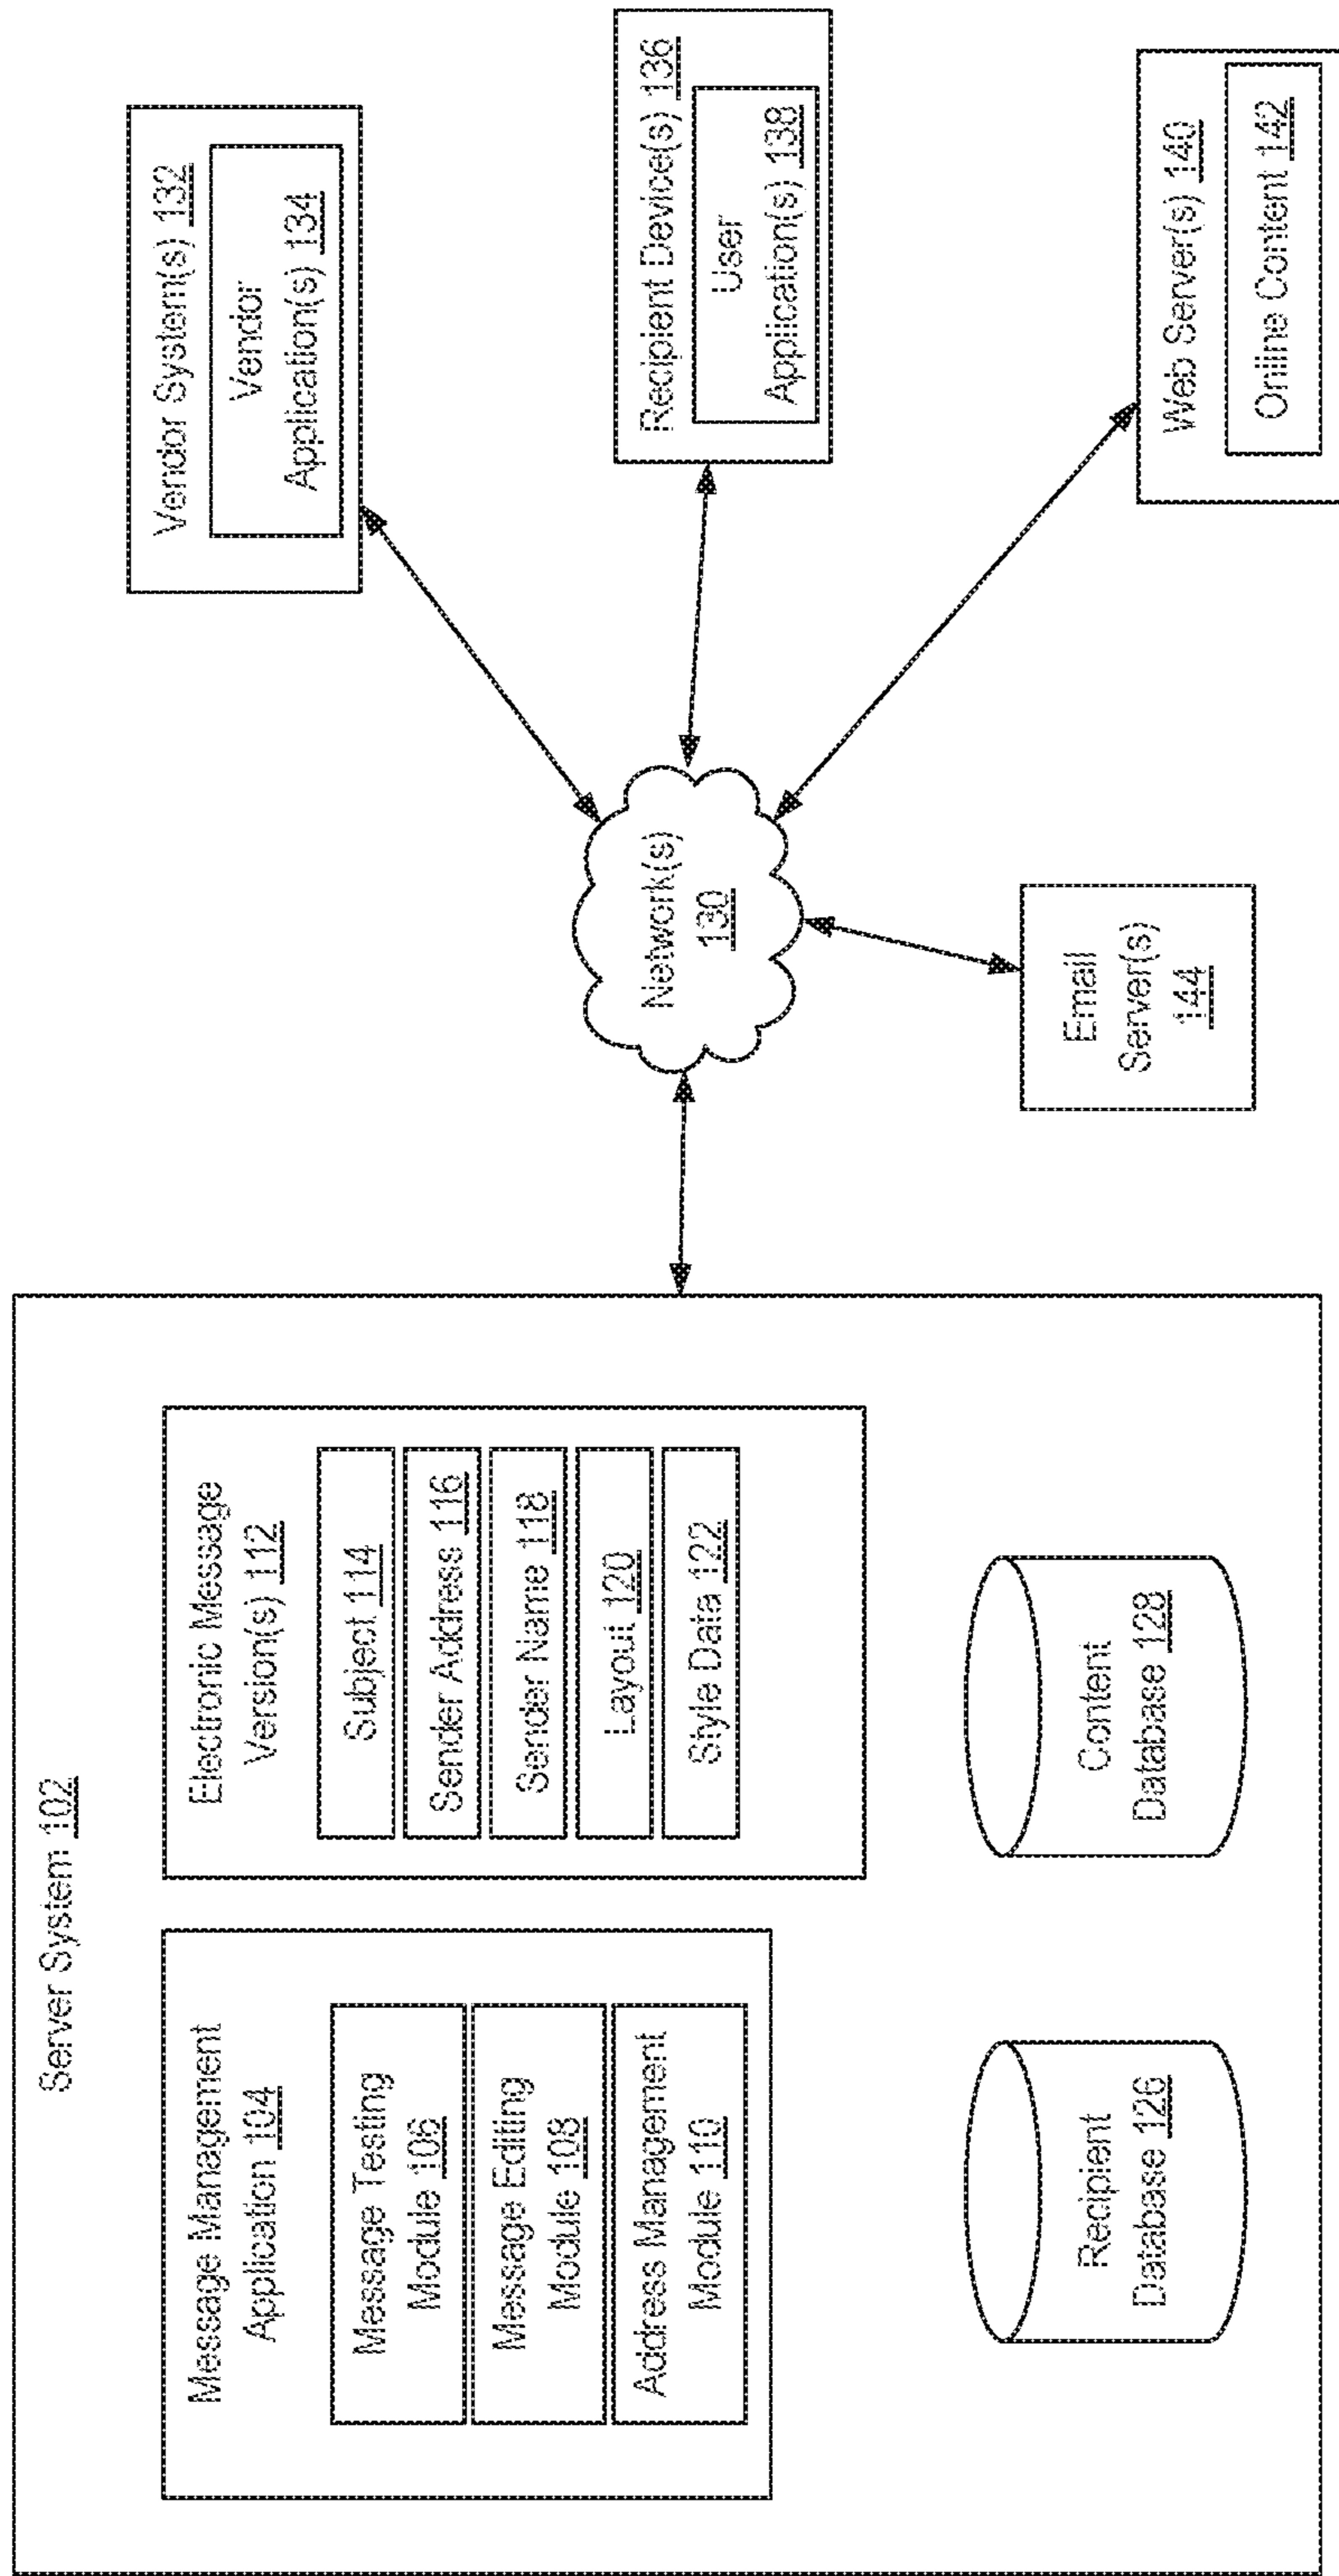 Server System 102
Message Management
Application 104
Message Testing
Module 106
Message Editing
Module 108
Address Management
Module 110
Electronic Message
Version(s) 112
Subject 114
Sender Address 116
Sender Name 118
Layout 120
Style Data 122
Recipient
Database 126
Content
Database 128
Network(s)
130
Email
Server(s)
144
Vendor System(s) 132
Vendor
Application(s) 134
Recipient Device(s) 136
User
Application(s) 138
Web Server(s) 140
Online Content 142